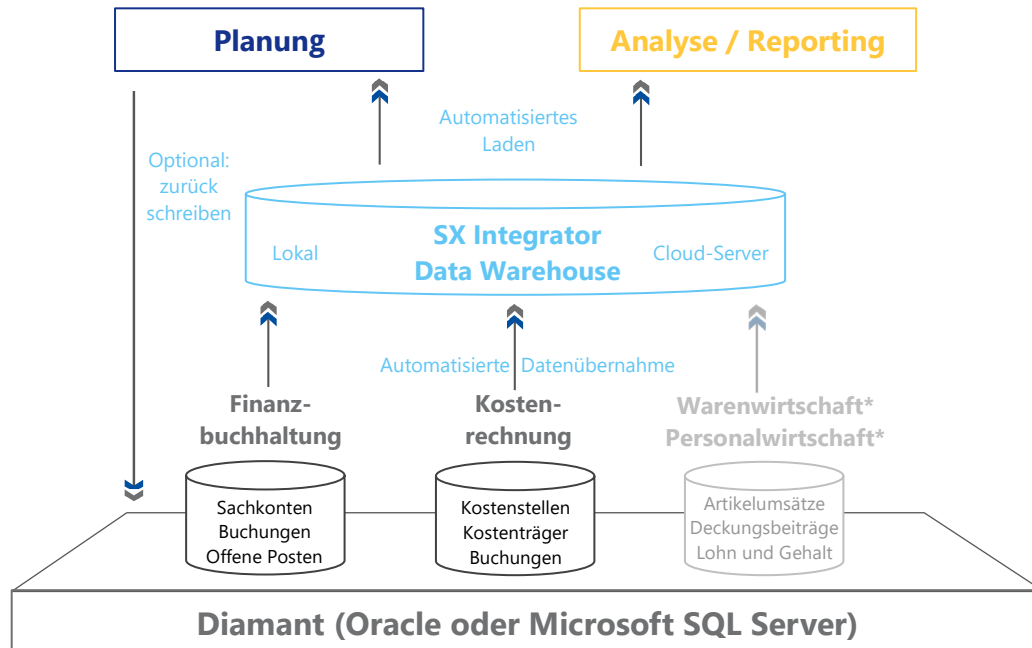 Planung
Analyse / Reporting
Automatisiertes
Laden
Optional:
zurück
schreiben
SX Integrator
Data Warehouse
Lokal
Cloud-Server
Automatisierte Datenübernahme
Finanz-
buchhaltung
Kosten-
rechnung
Warenwirtschaft*
Personalwirtschaft*
Sachkonten
Buchungen
Offene Posten
Kostenstellen
Kostenträger
Buchungen
Artikelumsätze
Deckungsbeiträge
Lohn und Gehalt
Diamant (Oracle oder Microsoft SQL Server)